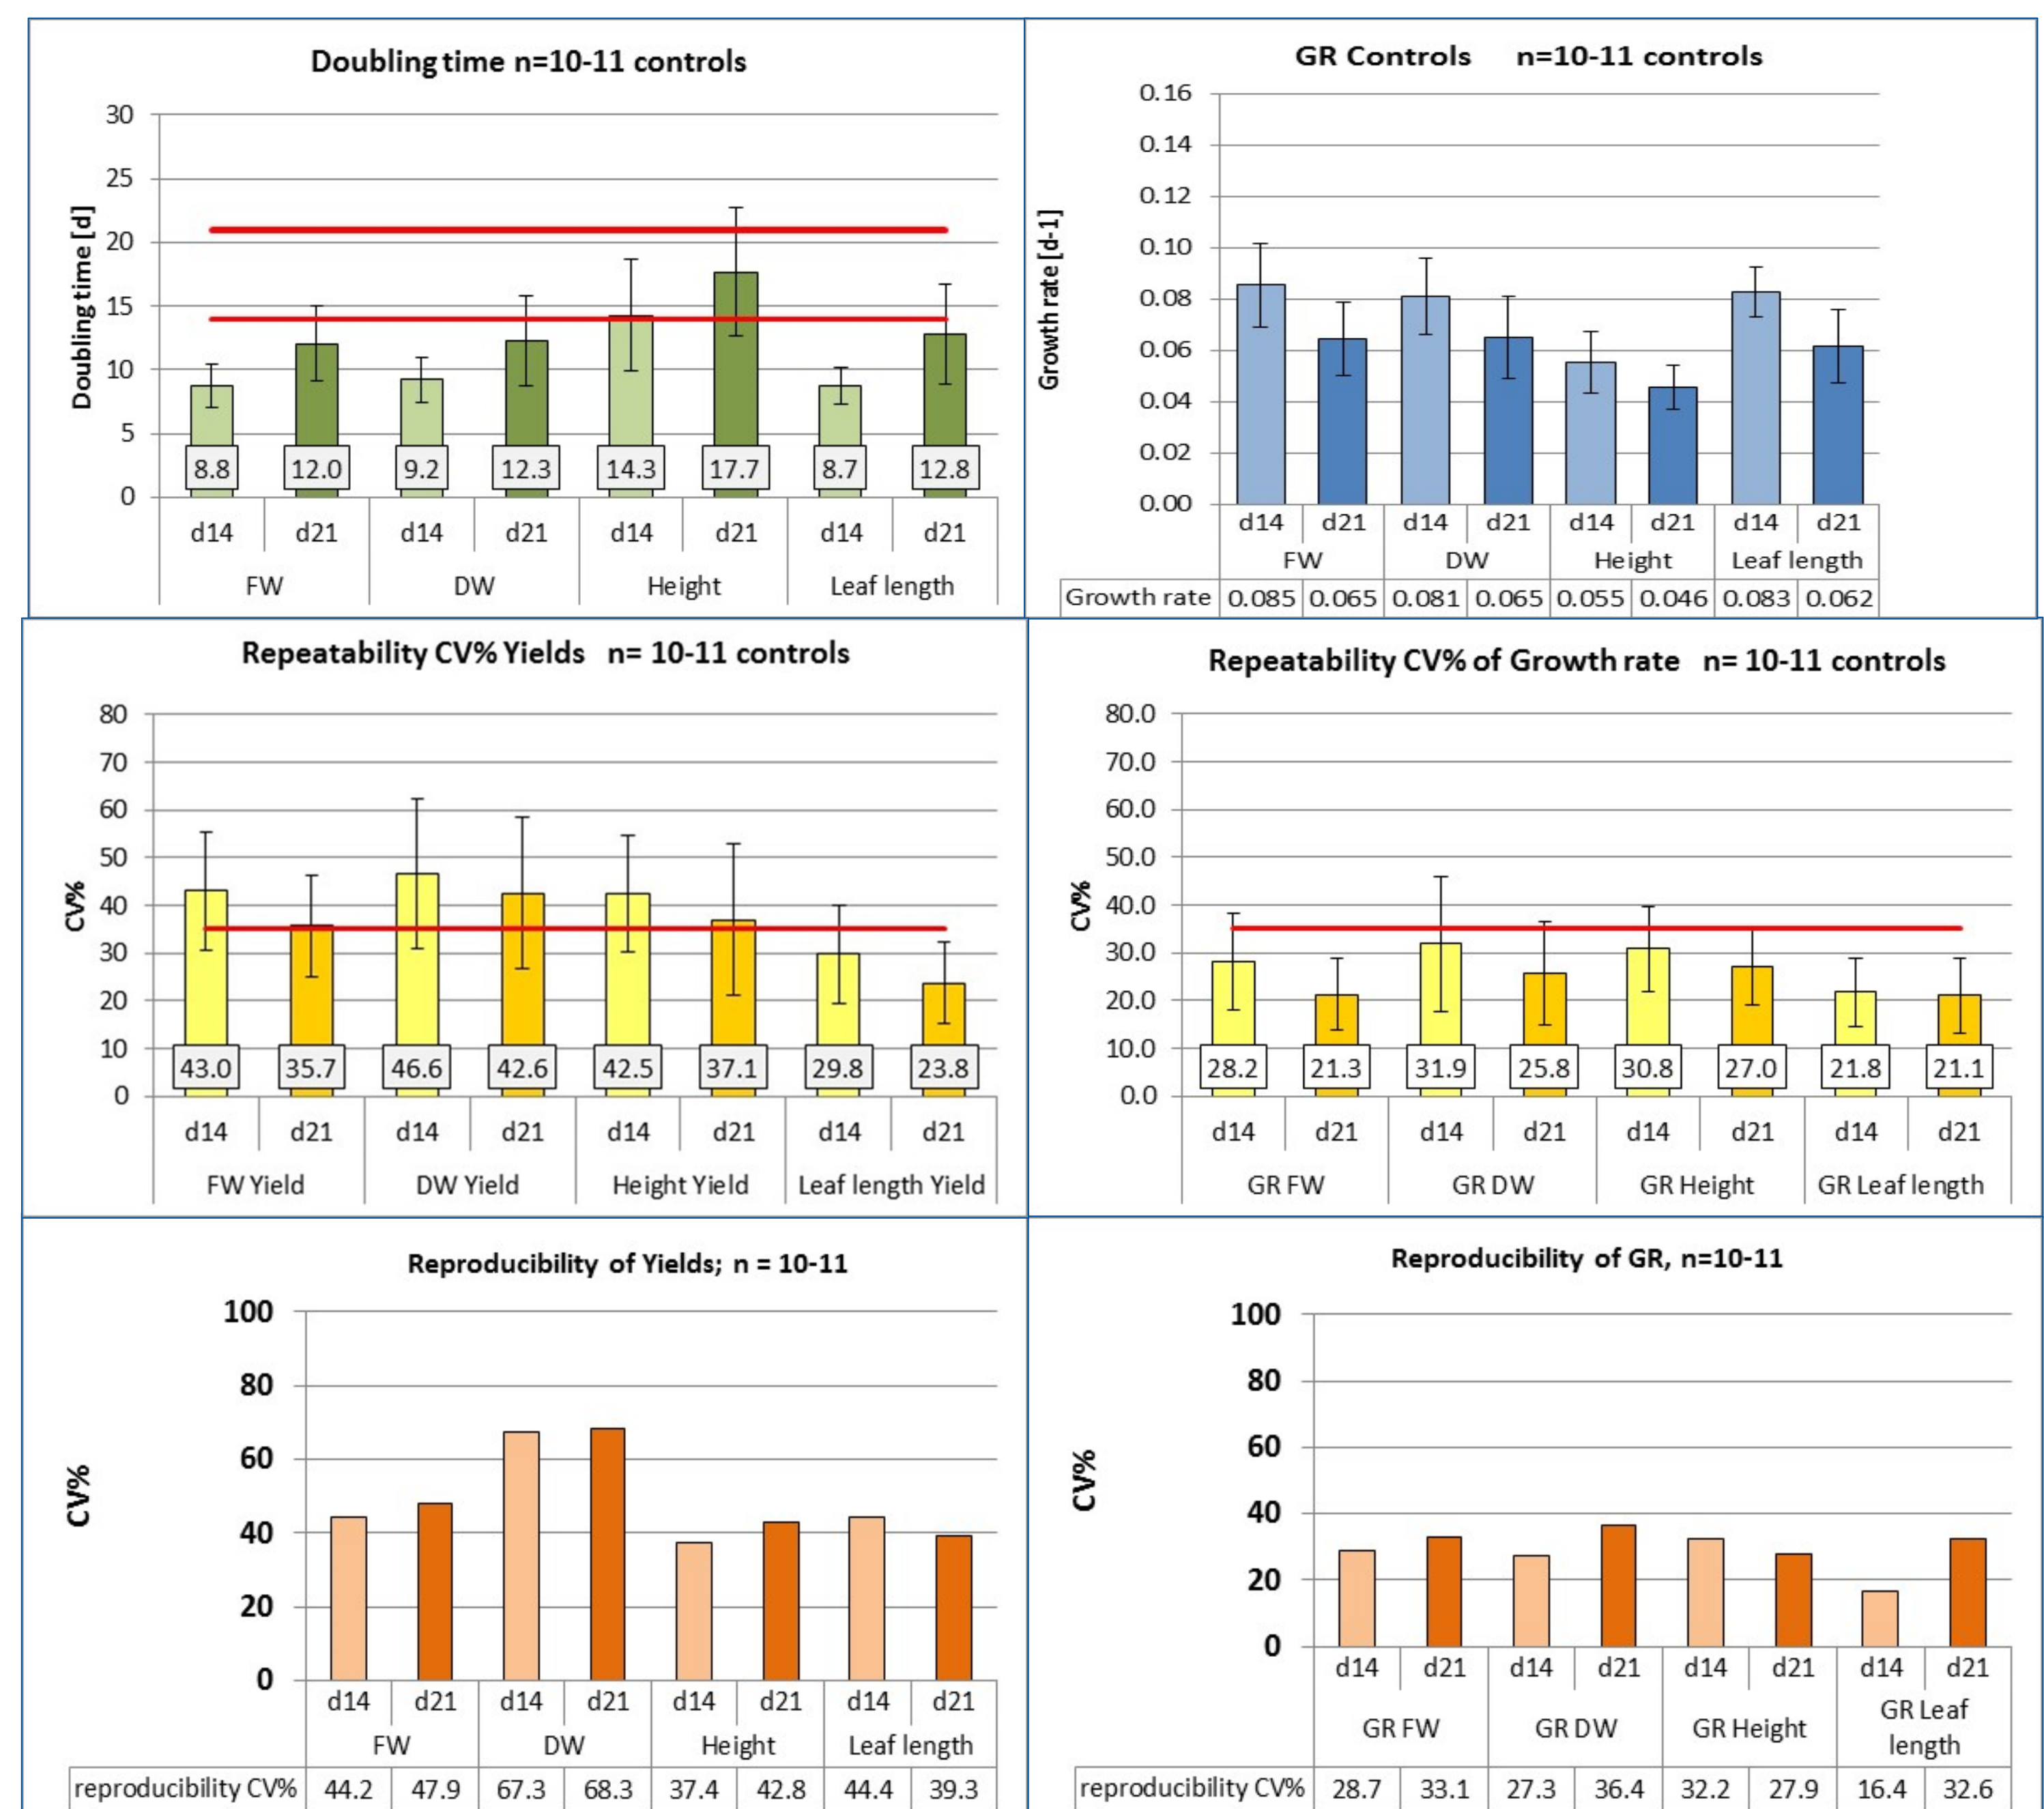 Doubling time n=10-11 controls
30
25
20
15
10
5
0
Doubling time [d]
8.8 12.0 9.2 12.3 14.3 17.7 8.7 12.8
d14 d21 d14 d21 d14 d21 d14 d21
FW DW Height Leaf length
GR Controls n=10-11 controls
0.16
0.14
0.12
0.10
0.08
0.06
0.04
0.02
0.00
Growth rate [d-1]
d14 d21 d14 d21 d14 d21 d14 d21
FW DW Height Leaf length
Growth rate 0.085 0.065 0.081 0.065 0.055 0.046 0.083 0.062
Repeatability CV% Yields n= 10-11 controls
80
70
60
50
40
30
20
10
0
CV%
43.0 35.7 46.6 42.6 42.5 37.1 29.8 23.8
d14 d21 d14 d21 d14 d21 d14 d21
FW Yield DW Yield Height Yield Leaf length Yield
Repeatability CV% of Growth rate n= 10-11 controls
80.0
70.0
60.0
50.0
40.0
30.0
20.0
10.0
0.0
CV%
28.2 21.3 31.9 25.8 30.8 27.0 21.8 21.1
d14 d21 d14 d21 d14 d21 d14 d21
GR FW GR DW GR Height GR Leaf length
Reproducibility of Yields; n = 10-11
100
80
60
40
20
0
CV%
d14 d21 d14 d21 d14 d21 d14 d21
FW DW Height Leaf length
reproducibility CV% 44.2 47.9 67.3 68.3 37.4 42.8 44.4 39.3
Reproducibility of GR, n=10-11
100
80
60
40
20
0
CV%
d14 d21 d14 d21 d14 d21 d14 d21
GR FW GR DW GR Height GR Leaf
length
reproducibility CV% 28.7 33.1 27.3 36.4 32.2 27.9 16.4 32.6